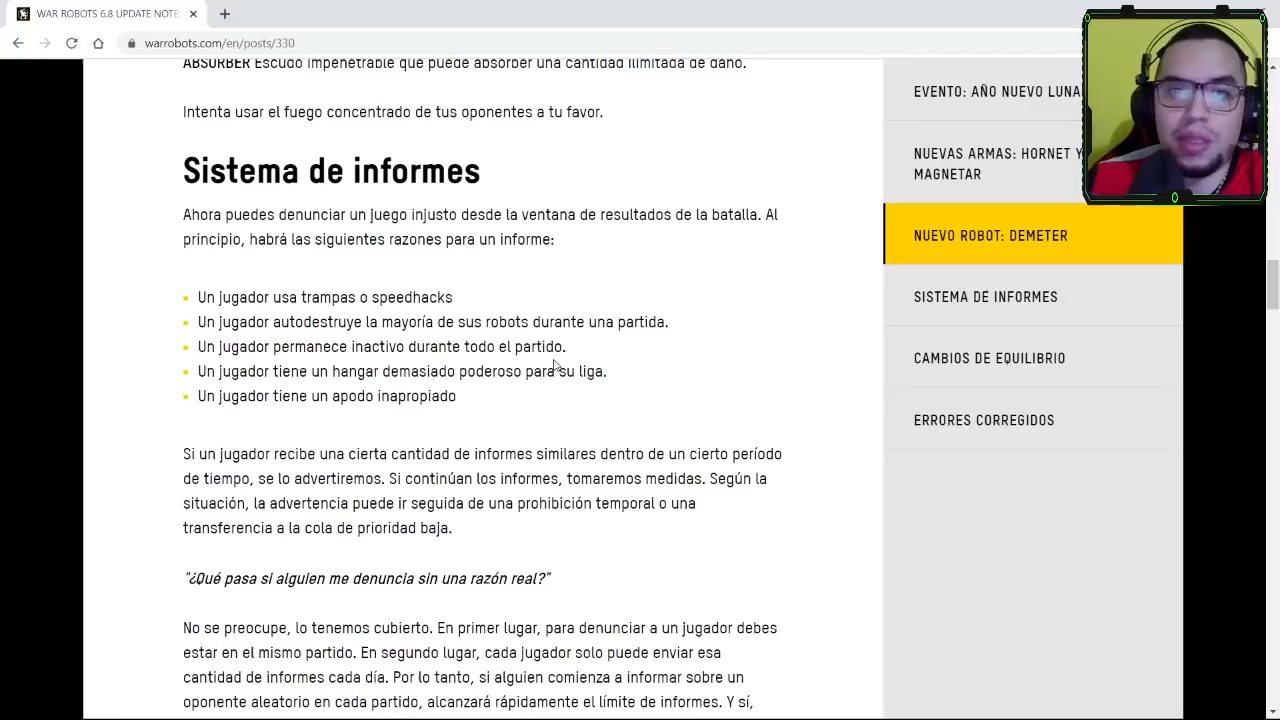 WAR ROBOTS 6.8 UPDATE NOTE
warrobots.com/en/posts/330
ABSORBER Escudo impenetrable que puede absorber una cantidad ilimitada de daño.
Intenta usar el fuego concentrado de tus oponentes a tu favor.
Sistema de informes
Ahora puedes denunciar un juego injusto desde la ventana de resultados de la batalla. Al
principio, habrá las siguientes razones para un informe:
Un jugador usa trampas o speedhacks
Un jugador autodestruye la mayoría de sus robots durante una partida.
Un jugador permanece inactivo durante todo el partido.
Un jugador tiene un hangar demasiado poderoso para su liga.
Un jugador tiene un apodo inapropiado
Si un jugador recibe una cierta cantidad de informes similares dentro de un cierto período
de tiempo, se lo advertiremos. Si continúan los informes, tomaremos medidas. Según la
situación, la advertencia puede ir seguida de una prohibición temporal o una
transferencia a la cola de prioridad baja.
"¿Qué pasa si alguien me denuncia sin una razón real?"
No se preocupe, lo tenemos cubierto. En primer lugar, para denunciar a un jugador debes
estar en el mismo partido. En segundo lugar, cada jugador solo puede enviar esa
cantidad de informes cada día. Por lo tanto, si alguien comienza a informar sobre un
oponente aleatorio en cada partido, alcanzará rápidamente el límite de informes. Y sí,
EVENTO: AÑO NUEVO LUNA
NUEVAS ARMAS: HORNET Y
MAGNETAR
NUEVO ROBOT: DEMETER
SISTEMA DE INFORMES
CAMBIOS DE EQUILIBRIO
ERRORES CORREGIDOS